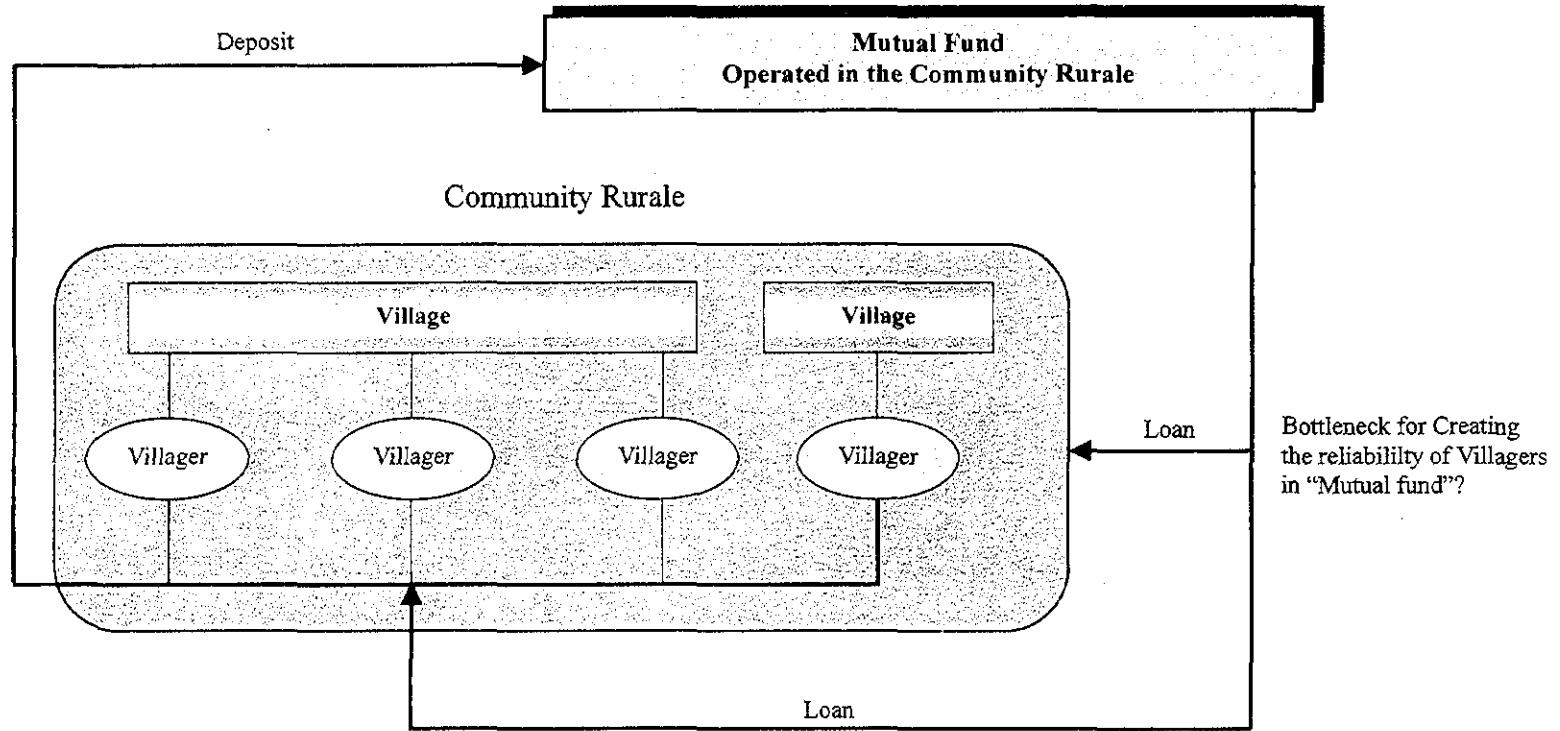 Deposit
Mutual Fund
Operated in the Community Rurale
Community Rurale
Village
Village
Villager
Villager
Villager
Villager
Loan
Bottleneck for Creating
the reliabililty of Villagers
in “Mutual fund”?
Loan